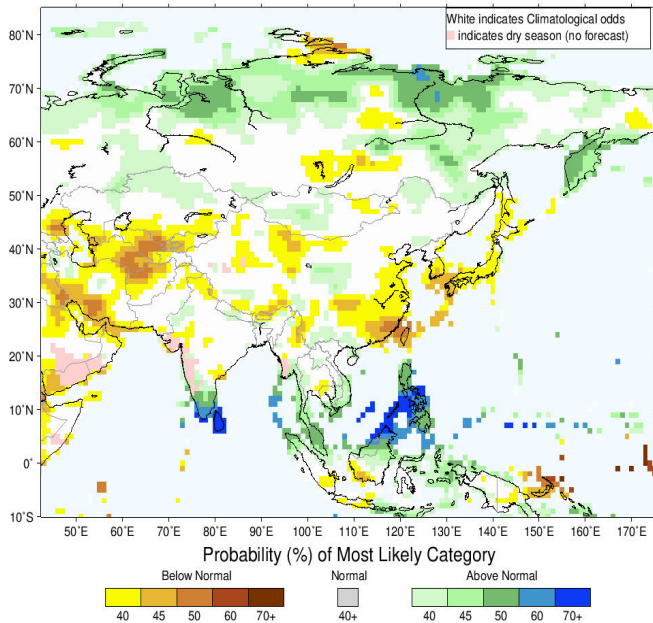 White indicates Climatological odds
indicates dry season (no forecast)
80˚N
70˚N
60˚N
50˚N
40˚N
30˚N
20˚N
10˚N
0˚
10˚S
50˚E 60˚E 70˚E 80˚E 90˚E 100˚E 110˚E 120˚E 130˚E 140˚E 150˚E 160˚E 170˚E
Probability (%) of Most Likely Category
Below Normal Normal Above Normal
40 45 50 60 70+ 40+ 40 45 50 60 70+